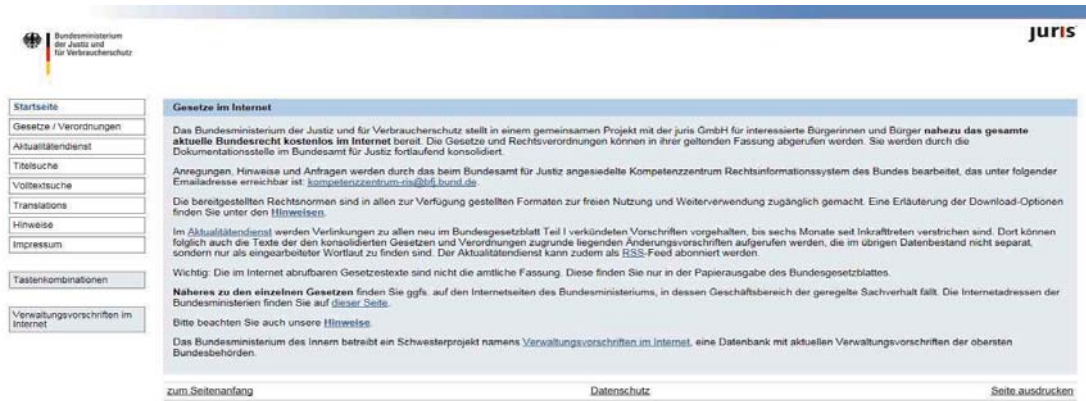 Bundesministerium
der Justiz und
für Verbraucherschutz
juris
Startseite
Gesetze / Verordnungen
Aktualitätendienst
Titelsuche
Volltextsuche
Translations
Hinweise
Impressum
Tastenkombinationen
Verwaltungsvorschriften im
Internet
Gesetze im Internet
Das Bundesministerium der Justiz und für Verbraucherschutz stellt in einem gemeinsamen Projekt mit der juris GmbH für interessierte Bürgerinnen und Bürger nahezu das gesamte
aktuelle Bundesrecht kostenlos im Internet bereit. Die Gesetze und Rechtsverordnungen können in ihrer geltenden Fassung abgerufen werden. Sie werden durch die
Dokumentationsstelle im Bundesamt für Justiz fortlaufend konsolidiert.
Anregungen, Hinweise und Anfragen werden durch das beim Bundesamt für Justiz angesiedelte Kompetenzzentrum Rechtsinformationssystem des Bundes bearbeitet, das unter folgender
Emailadresse erreichbar ist: kompetenzzentrum-ris@bfj.bund.de.
Die bereitgestellten Rechtsnormen sind in allen zur Verfügung gestellten Formaten zur freien Nutzung und Weiterverwendung zugänglich gemacht. Eine Erläuterung der Download-Optionen
finden Sie unter den Hinweisen.
Im Aktualitätendienst werden Verlinkungen zu allen neu im Bundesgesetzblatt Teil I verkündeten Vorschriften vorgehalten, bis sechs Monate seit Inkrafttreten verstrichen sind. Dort können
folglich auch die Texte der den konsolidierten Gesetzen und Verordnungen zugrunde liegenden Änderungsvorschriften aufgerufen werden, die im übrigen Datenbestand nicht separat,
sondern nur als eingearbeiteter Wortlaut zu finden sind. Der Aktualitätendienst kann zudem als RSS-Feed abonniert werden.
Wichtig: Die im Internet abrufbaren Gesetzestexte sind nicht die amtliche Fassung. Diese finden Sie nur in der Papierausgabe des Bundesgesetzblattes.
Näheres zu den einzelnen Gesetzen finden Sie ggfs. auf den Internetseiten des Bundesministeriums, in dessen Geschäftsbereich der geregelte Sachverhalt fällt. Die Internetadressen der
Bundesministerien finden Sie auf dieser Seite.
Bitte beachten Sie auch unsere Hinweise.
Das Bundesministerium des Innern betreibt ein Schwesterprojekt namens Verwaltungsvorschriften im Internet, eine Datenbank mit aktuellen Verwaltungsvorschriften der obersten
Bundesbehörden.
zum Seitenanfang
Datenschutz
Seite ausdrucken